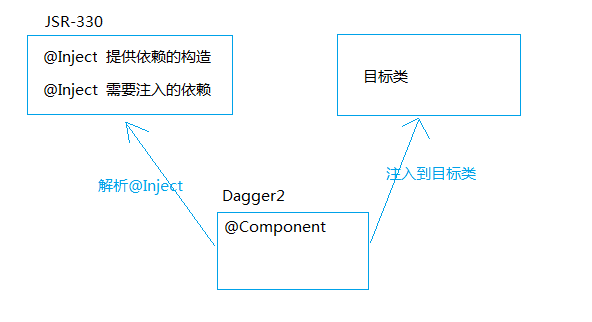 JSR-330
@Inject 提供依赖的构造
@Inject 需要注入的依赖
目标类
解析@Inject
注入到目标类
Dagger2
@Component